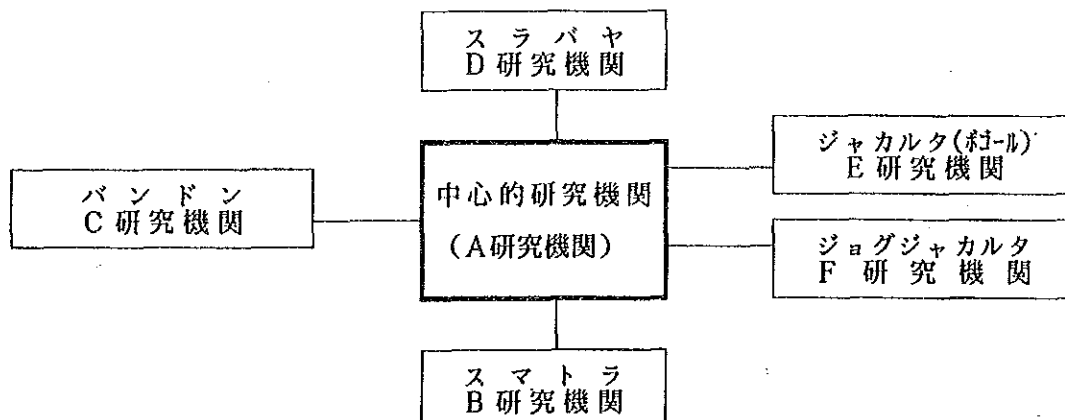 スラバヤ
D研究機関
ジャカルタ(ボゴール)
E研究機関
バンドン
C研究機関
中心的研究機関
(A研究機関)
ジョグジャカルタ
F研究機関
スマトラ
B研究機関